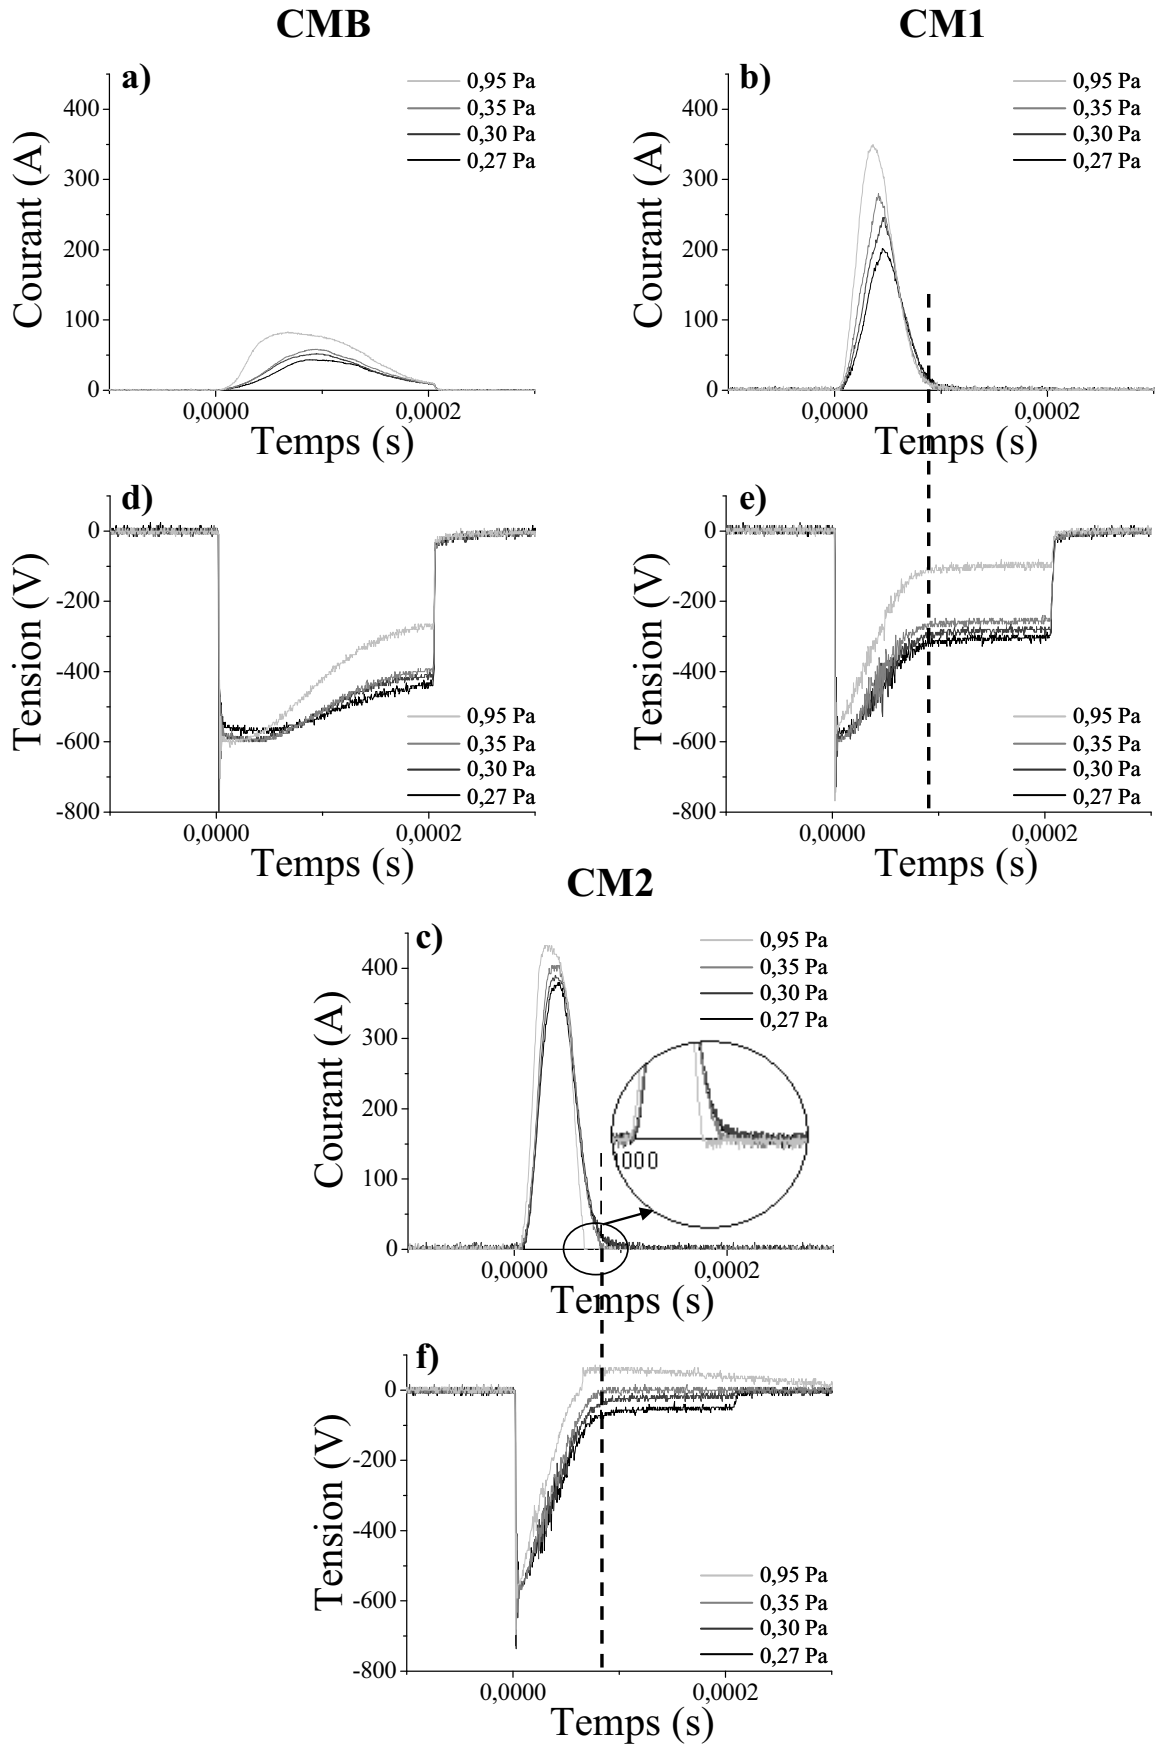 CMB
CM1
a)
0,95 Pa
0,35 Pa
0,30 Pa
0,27 Pa
400
300
200
100
0
Courant (A)
0,0000
0,0002
Temps (s)
b)
0,95 Pa
0,35 Pa
0,30 Pa
0,27 Pa
400
300
200
100
0
Courant (A)
0,0000
0,0002
Temps (s)
d)
0
-200
-400
-600
-800
Tension (V)
0,95 Pa
0,35 Pa
0,30 Pa
0,27 Pa
0,0000
0,0002
Temps (s)
e)
0
-200
-400
-600
-800
Tension (V)
0,95 Pa
0,35 Pa
0,30 Pa
0,27 Pa
0,0000
0,0002
Temps (s)
CM2
c)
0,95 Pa
0,35 Pa
0,30 Pa
0,27 Pa
400
300
200
100
0
Courant (A)
000
0,0000
0,0002
Temps (s)
f)
0
-200
-400
-600
-800
Tension (V)
0,95 Pa
0,35 Pa
0,30 Pa
0,27 Pa
0,0000
0,0002
Temps (s)